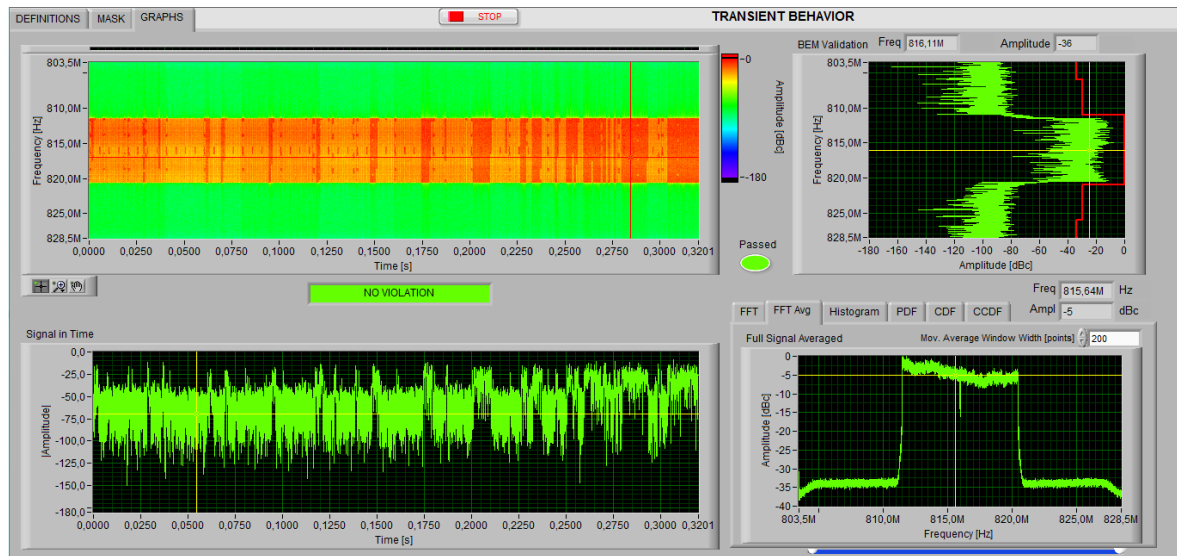 DEFINITIONS MASK GRAPHS
STOP
TRANSIENT BEHAVIOR
BEM Validation Freq 816,11M Amplitude -36
Frequency [Hz]
803,5M
810,0M
815,0M
820,0M
825,0M
828,5M
0,0000 0,0250 0,0500 0,0750 0,1000 0,1250 0,1500 0,1750 0,2000 0,2250 0,2500 0,2750 0,3000 0,3201
Time [s]
-0
-180
Amplitude [dBc]
Frequency [Hz]
803,5M
810,0M
815,0M
820,0M
825,0M
828,5M
-180 -160 -140 -120 -100 -80 -60 -40 -20 0
Amplitude [dBc]
Passed
NO VIOLATION
Freq 815,64M Hz
Ampl -5 dBc
FFT FFT Avg Histogram PDF CDF CCDF
Signal in Time
|Amplitude|
0,0
-25,0
-50,0
-75,0
-100,0
-125,0
-150,0
-180,0
0,0000 0,0250 0,0500 0,0750 0,1000 0,1250 0,1500 0,1750 0,2000 0,2250 0,2500 0,2750 0,3000 0,3201
Time [s]
Full Signal Averaged Mov. Average Window Width [points] 200
Amplitude [dBc]
0
-5
-10
-15
-20
-25
-30
-35
-40
803,5M 810,0M 815,0M 820,0M 825,0M 828,5M
Frequency [Hz]